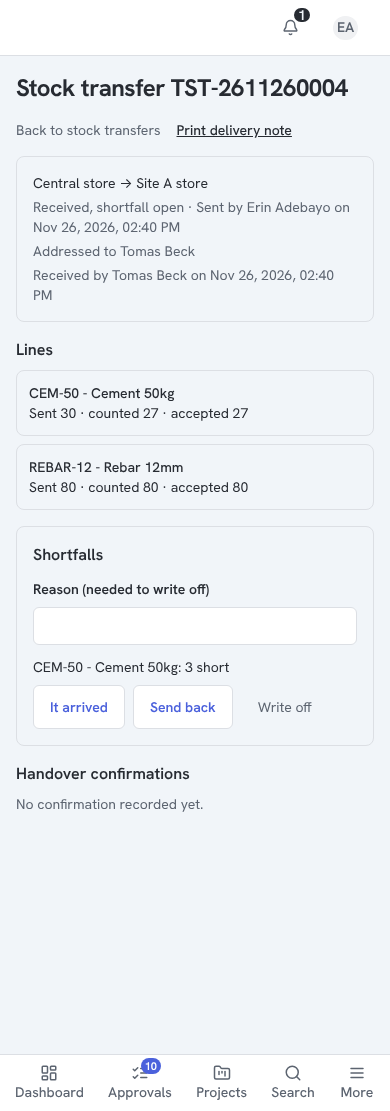 1
EA
Stock transfer TST-2611260004
Back to stock transfers Print delivery note
Central store → Site A store
Received, shortfall open · Sent by Erin Adebayo on
Nov 26, 2026, 02:40 PM
Addressed to Tomas Beck
Received by Tomas Beck on Nov 26, 2026, 02:40
PM
Lines
CEM-50 - Cement 50kg
Sent 30 · counted 27 · accepted 27
REBAR-12 - Rebar 12mm
Sent 80 · counted 80 · accepted 80
Shortfalls
Reason (needed to write off)
CEM-50 - Cement 50kg: 3 short
It arrived Send back Write off
Handover confirmations
No confirmation recorded yet.
10
Dashboard Approvals Projects Search More